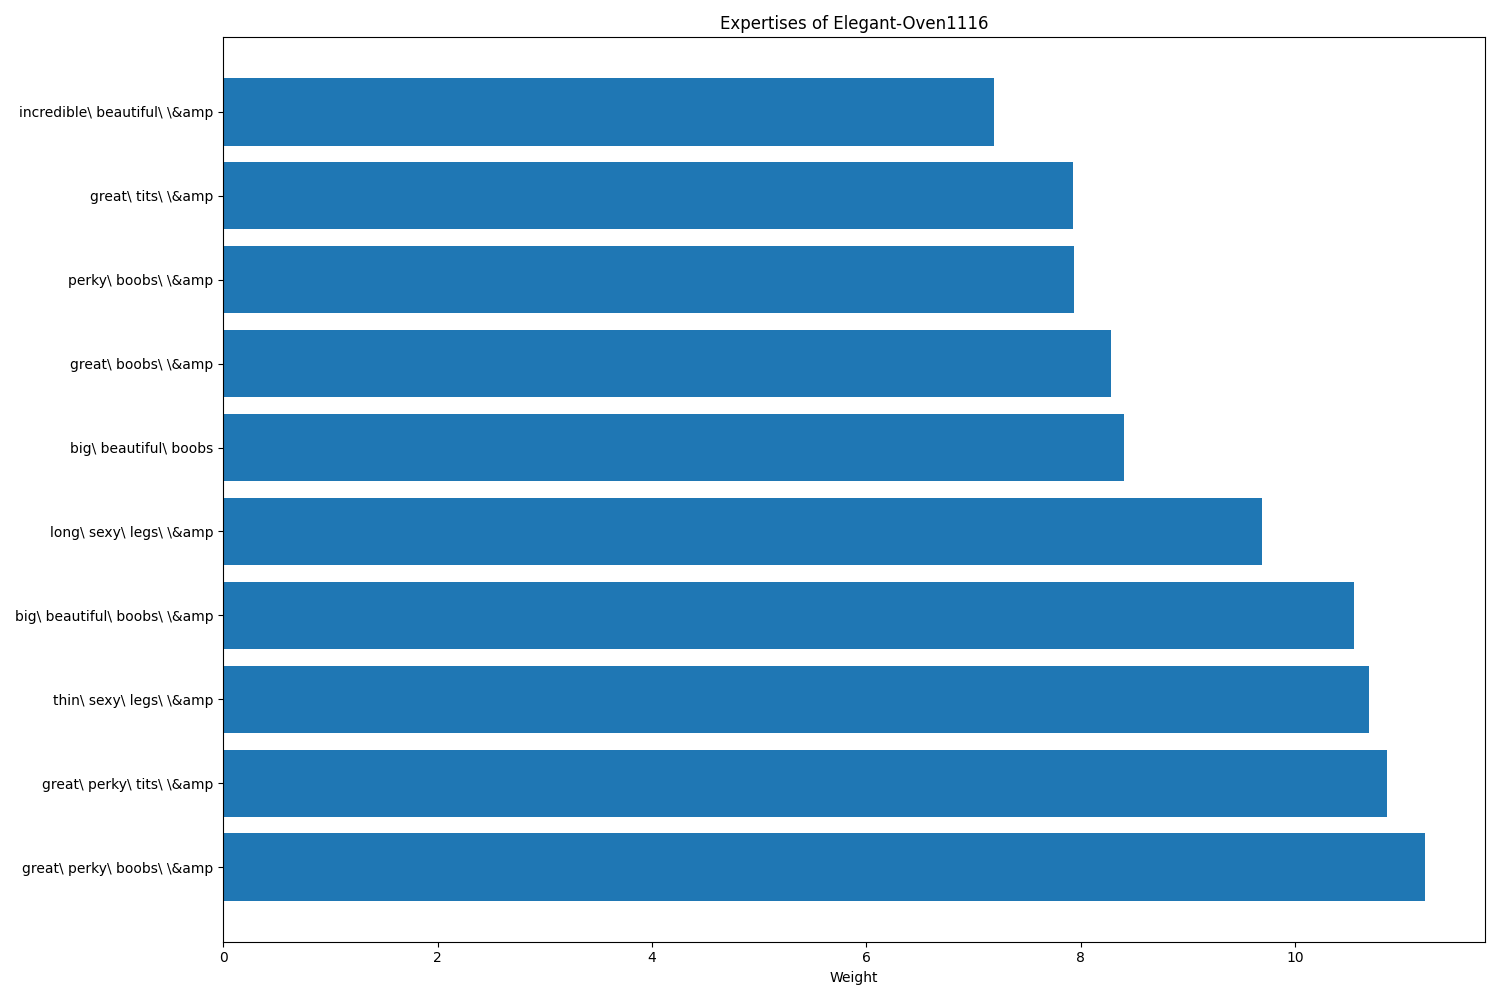 Expertises of Elegant-Oven1116
incredible\ beautiful\ \&amp
great\ tits\ \&amp
perky\ boobs\ \&amp
great\ boobs\ \&amp
big\ beautiful\ boobs
long\ sexy\ legs\ \&amp
big\ beautiful\ boobs\ \&amp
thin\ sexy\ legs\ \&amp
great\ perky\ tits\ \&amp
great\ perky\ boobs\ \&amp
0 2 4 6 8 10
Weight